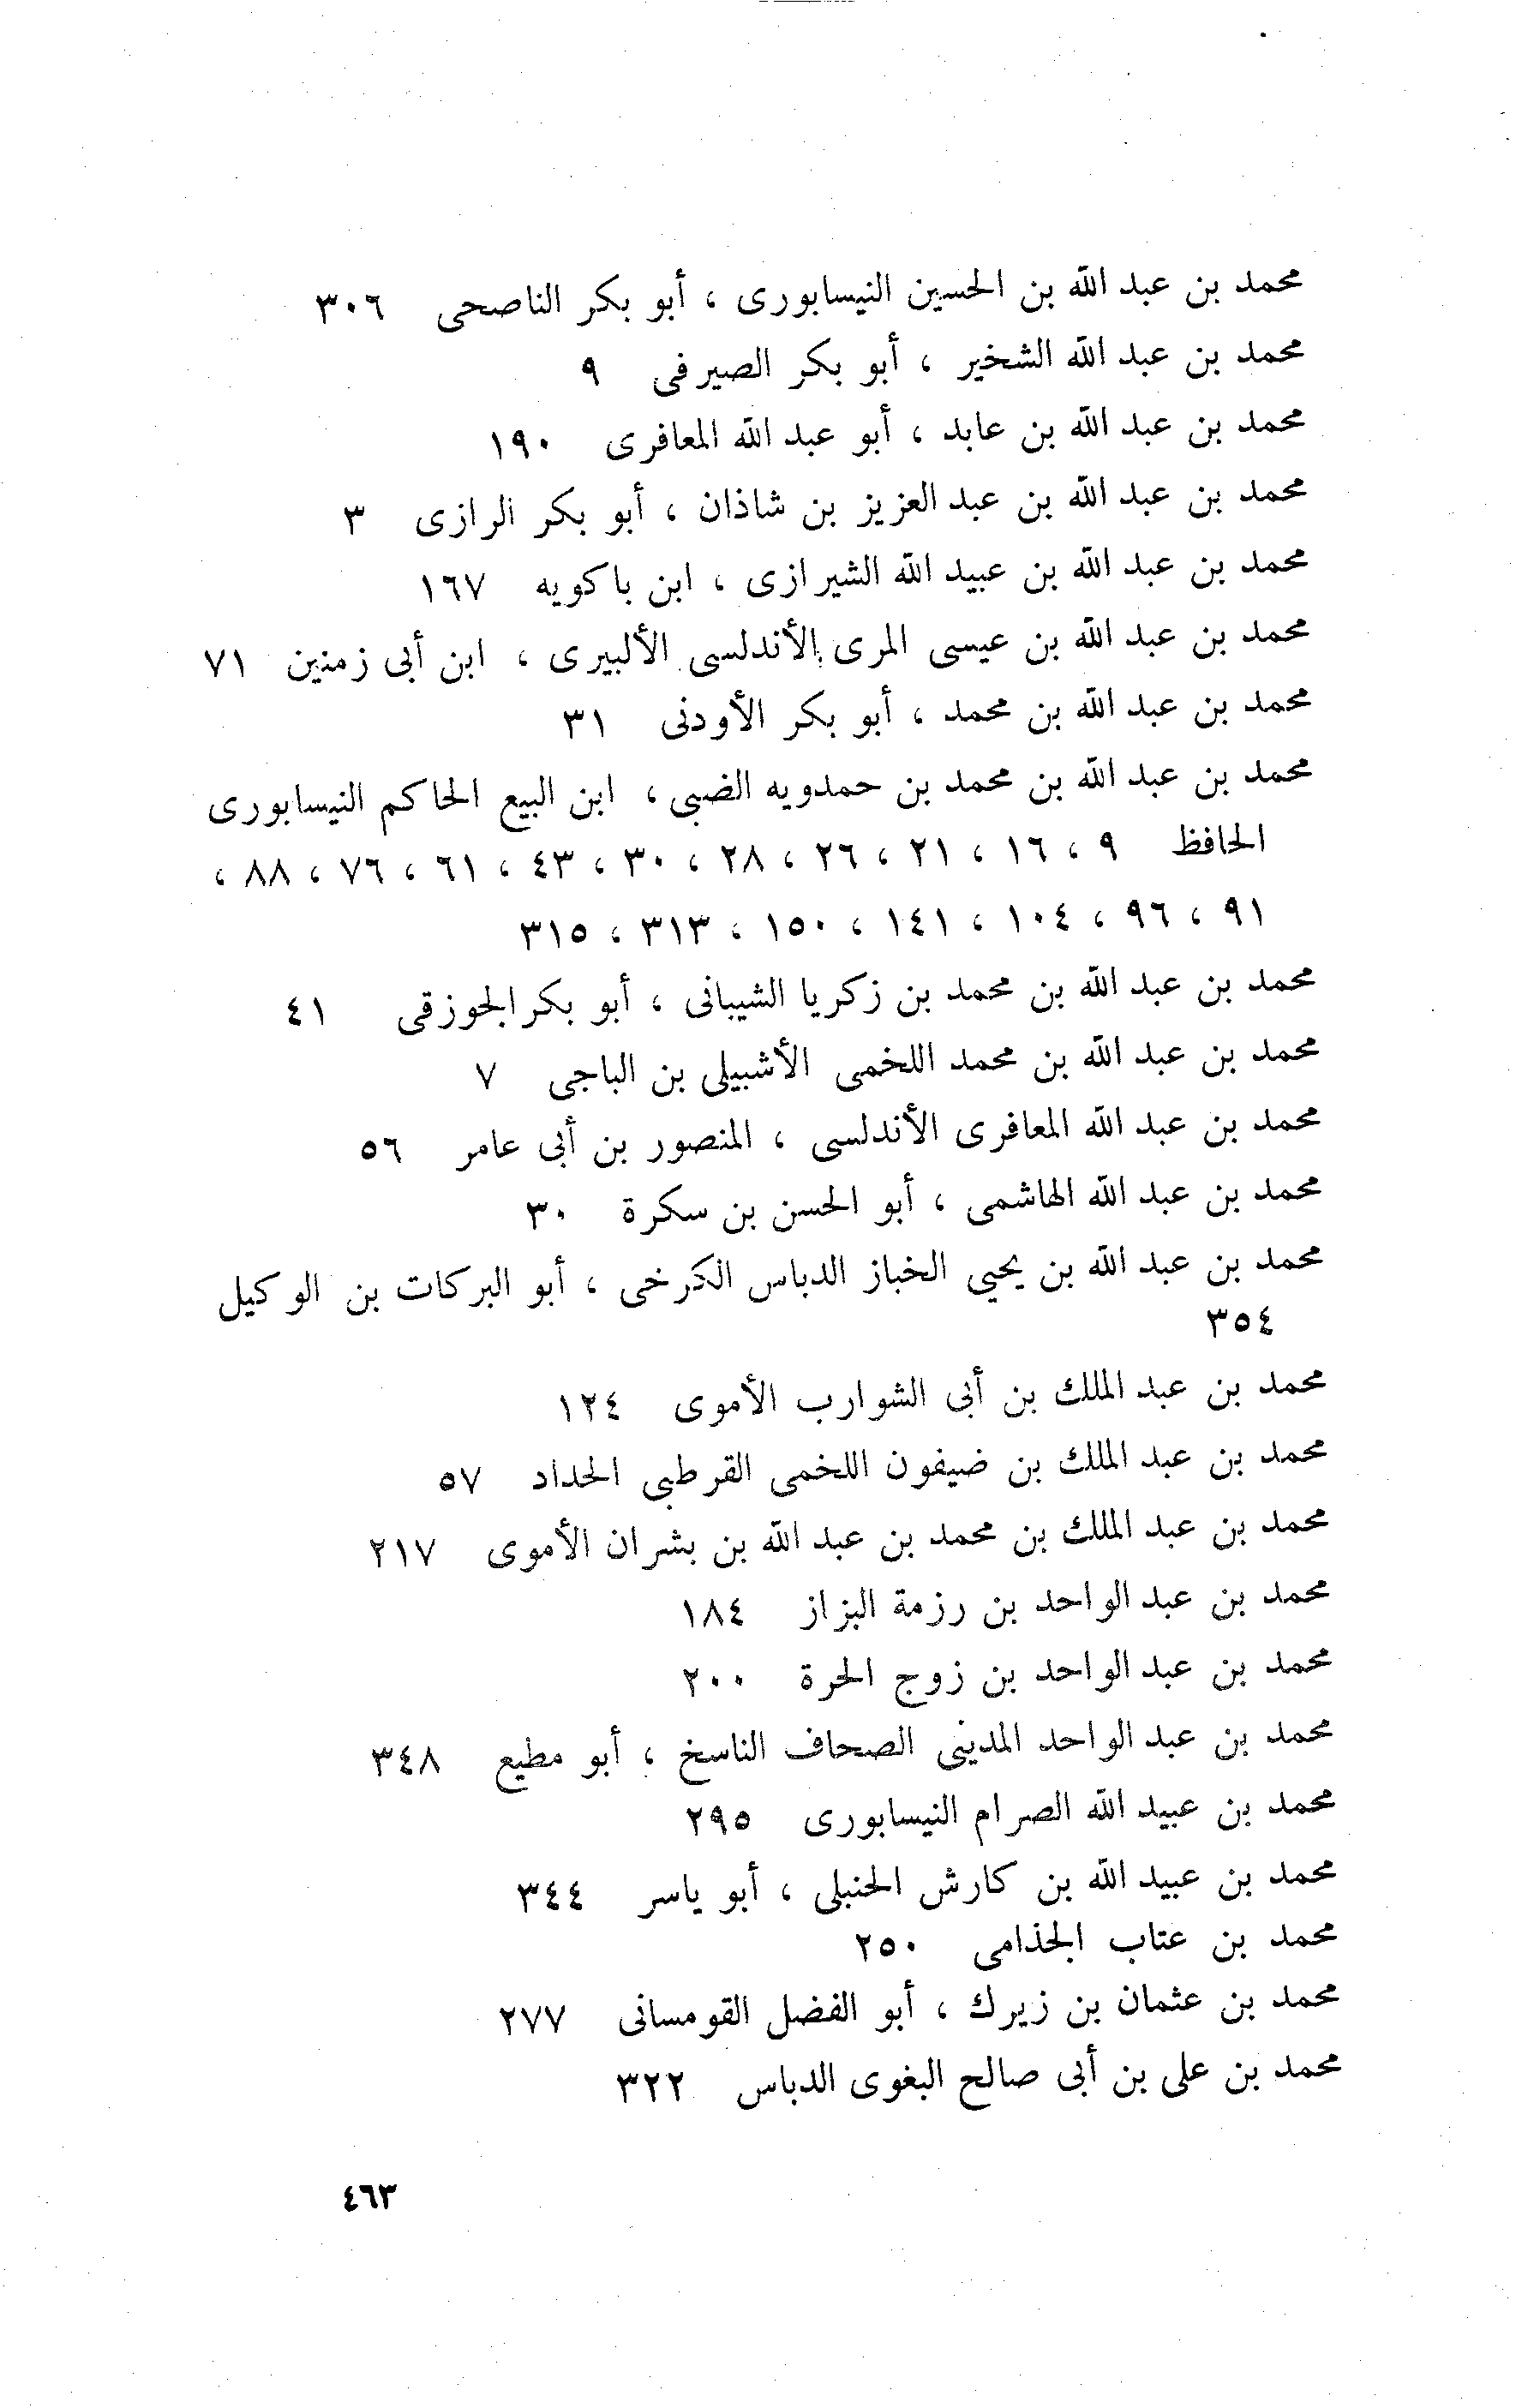 محمد بن عبد الله بن الحسين النيسابورى ، أبو بكر الناصحى ٣٠٦
محمد بن عبد الله الشخير ، أبو بكر الصيرفى ٩
محمد بن عبد الله بن عابد ، أبو عبد الله المعافرى ١٩٠
محمد بن عبد الله بن عبد العزيز بن شاذان ، أبو بكر الرازى ٣
محمد بن عبد الله بن عبيد الله الشيرازى ، ابن باكويه ١٦٧
محمد بن عبد الله بن عيسى المرى الأندلسى الألبيرى ، ابن أبى زمنين ٧١
محمد بن عبد الله بن محمد ، أبو بكر الأودنى ٣١
محمد بن عبد الله بن محمد بن حمدويه الضبى ، ابن البيع الحاكم النيسابورى
الحافظ ٩ ، ١٦ ، ٢١ ، ٢٦ ، ٢٨ ، ٣٠ ، ٤٣ ، ٦١ ، ٧٦ ، ٨٨ ،
٩١ ، ٩٦ ، ١٠٤ ، ١٤١ ، ١٥٠ ، ٣١٣ ، ٣١٥
محمد بن عبد الله بن محمد بن زكريا الشيبانى ، أبو بكر الجوزقى ٤١
محمد بن عبد الله بن محمد اللخمى الأشبيلى بن الباجى ٧
محمد بن عبد الله المعافرى الأندلسى ، المنصور بن أبى عامر ٥٦
محمد بن عبد الله الهاشمى ، أبو الحسن بن سكرة ٣٠
محمد بن عبد الله بن يحيى الخباز الدباس الكرخى ، أبو البركات بن الوكيل
٣٥٤
محمد بن عبد الملك بن أبى الشوارب الأموى ١٢٤
محمد بن عبد الملك بن ضيفون اللخمى القرطبى الحداد ٥٧
محمد بن عبد الملك بن محمد بن عبد الله بن بشران الأموى ٢١٧
محمد بن عبد الواحد بن رزمة البزاز ١٨٤
محمد بن عبد الواحد بن زوج الحرة ٢٠٠
محمد بن عبد الواحد المدينى الصحاف الناسخ ، أبو مطيع ٣٤٨
محمد بن عبيد الله الصرام النيسابورى ٢٩٥
محمد بن عبيد الله بن كارش الحنبلى ، أبو ياسر ٣٤٤
محمد بن عتاب الجذامى ٢٥٠
محمد بن عثمان بن زيرك ، أبو الفضل القومسانى ٢٧٧
محمد بن على بن أبى صالح البغوى الدباس ٣٢٢
٤٦٣